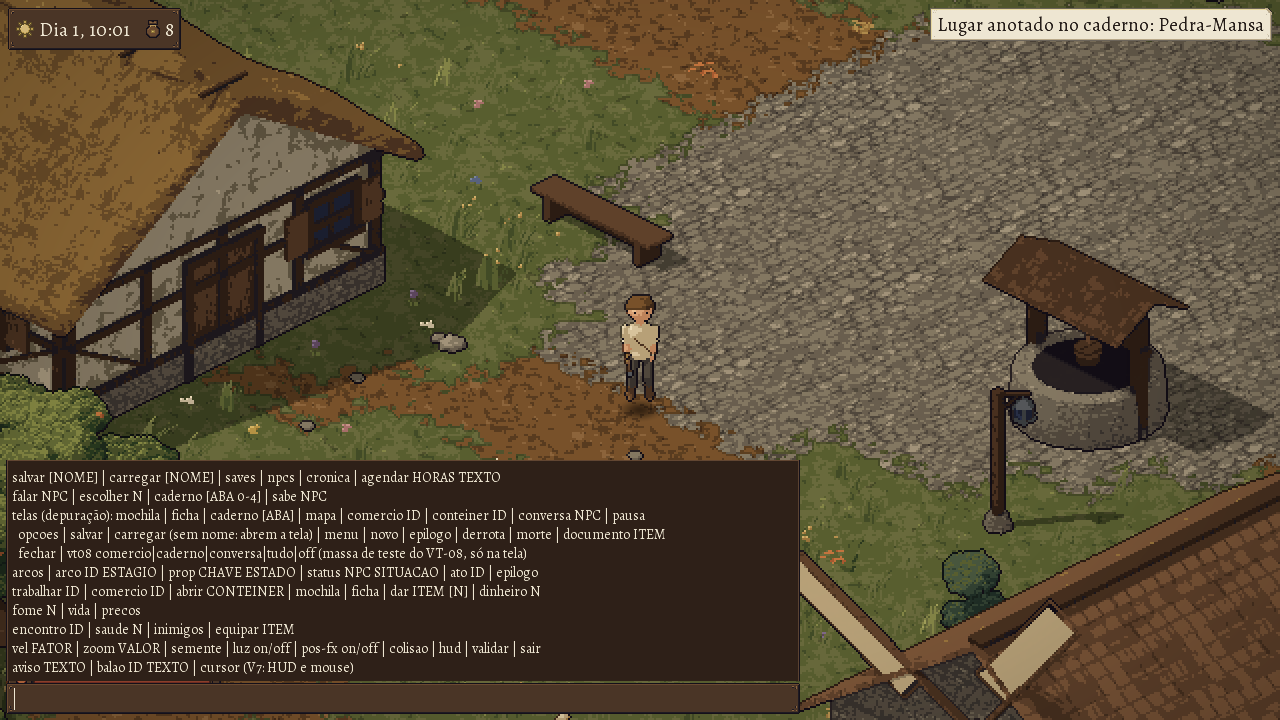 Dia 1, 10:01 8
Lugar anotado no caderno: Pedra-Mansa
salvar [NOME] | carregar [NOME] | saves | npcs | cronica | agendar HORAS TEXTO
falar NPC | escolher N | caderno [ABA 0-4] | sabe NPC
telas (depuração): mochila | ficha | caderno [ABA] | mapa | comercio ID | conteiner ID | conversa NPC | pausa
opcoes | salvar | carregar (sem nome: abrem a tela) | menu | novo | epilogo | derrota | morte | documento ITEM
fechar | vt08 comercio|caderno|conversa|tudo|off (massa de teste do VT-08, só na tela)
arcos | arco ID ESTAGIO | prop CHAVE ESTADO | status NPC SITUACAO | ato ID | epilogo
trabalhar ID | comercio ID | abrir CONTEINER | mochila | ficha | dar ITEM [N] | dinheiro N
fome N | vida | precos
encontro ID | saude N | inimigos | equipar ITEM
vel FATOR | zoom VALOR | semente | luz on/off | pos-fx on/off | colisao | hud | validar | sair
aviso TEXTO | balao ID TEXTO | cursor (V7: HUD e mouse)